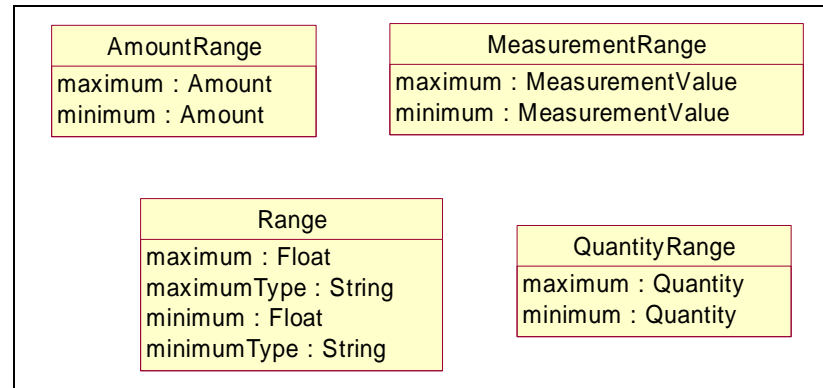 AmountRange
maximum : Amount
minimum : Amount
MeasurementRange
maximum : MeasurementValue
minimum : MeasurementValue
Range
maximum : Float
maximumType : String
minimum : Float
minimumType : String
QuantityRange
maximum : Quantity
minimum : Quantity